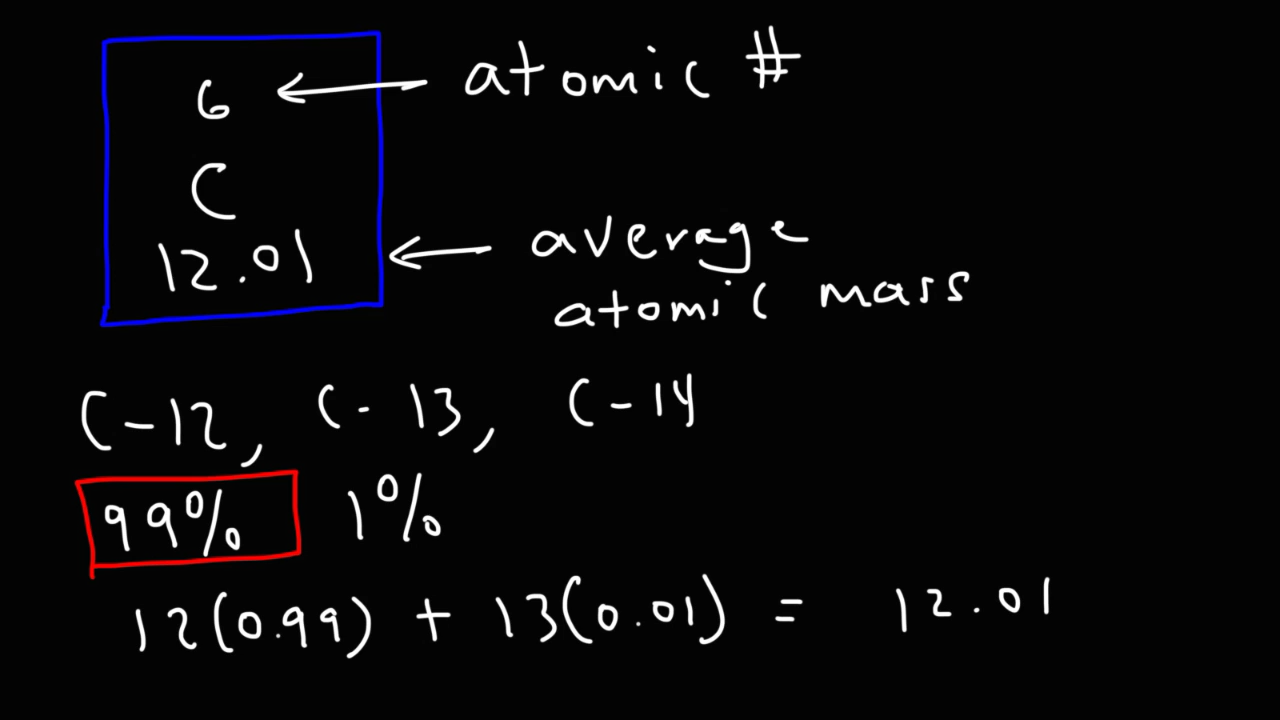 6 ← atomic #
C
12.01 ← average
atomic mass
C-12, C-13, C-14
99% 1%
12(0.99) + 13(0.01) = 12.01